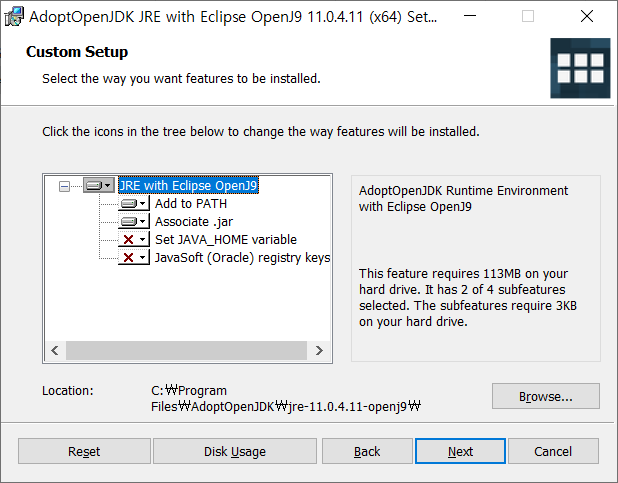 AdoptOpenJDK JRE with Eclipse OpenJ9 11.0.4.11 (x64) Set...
Custom Setup
Select the way you want features to be installed.
Click the icons in the tree below to change the way features will be installed.
JRE with Eclipse OpenJ9
Add to PATH
Associate .jar
Set JAVA_HOME variable
JavaSoft (Oracle) registry keys
AdoptOpenJDK Runtime Environment
with Eclipse OpenJ9
This feature requires 113MB on your
hard drive. It has 2 of 4 subfeatures
selected. The subfeatures require 3KB
on your hard drive.
Location:
C:₩Program
Files₩AdoptOpenJDK₩jre-11.0.4.11-openj9₩
Browse...
Reset
Disk Usage
Back
Next
Cancel